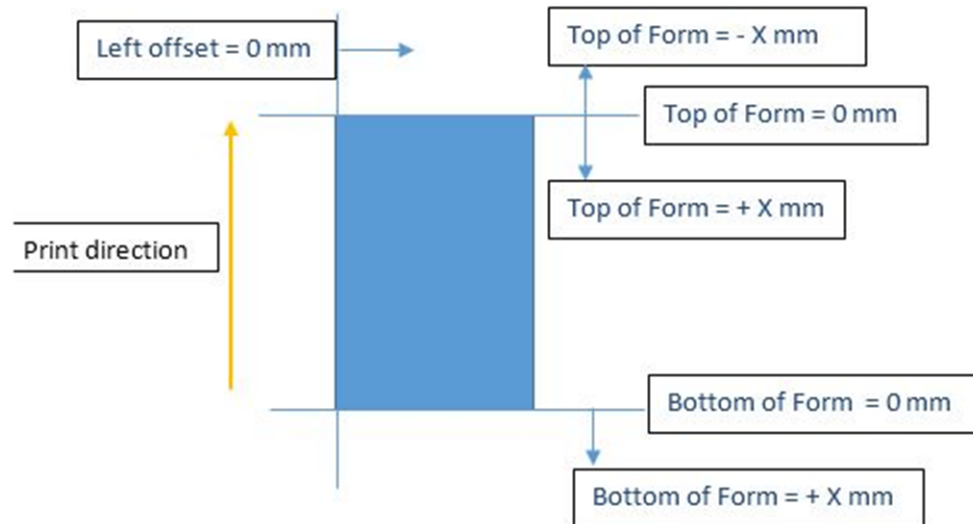 Left offset = 0 mm
Top of Form = - X mm
Top of Form = 0 mm
Top of Form = + X mm
Print direction
Bottom of Form = 0 mm
Bottom of Form = + X mm